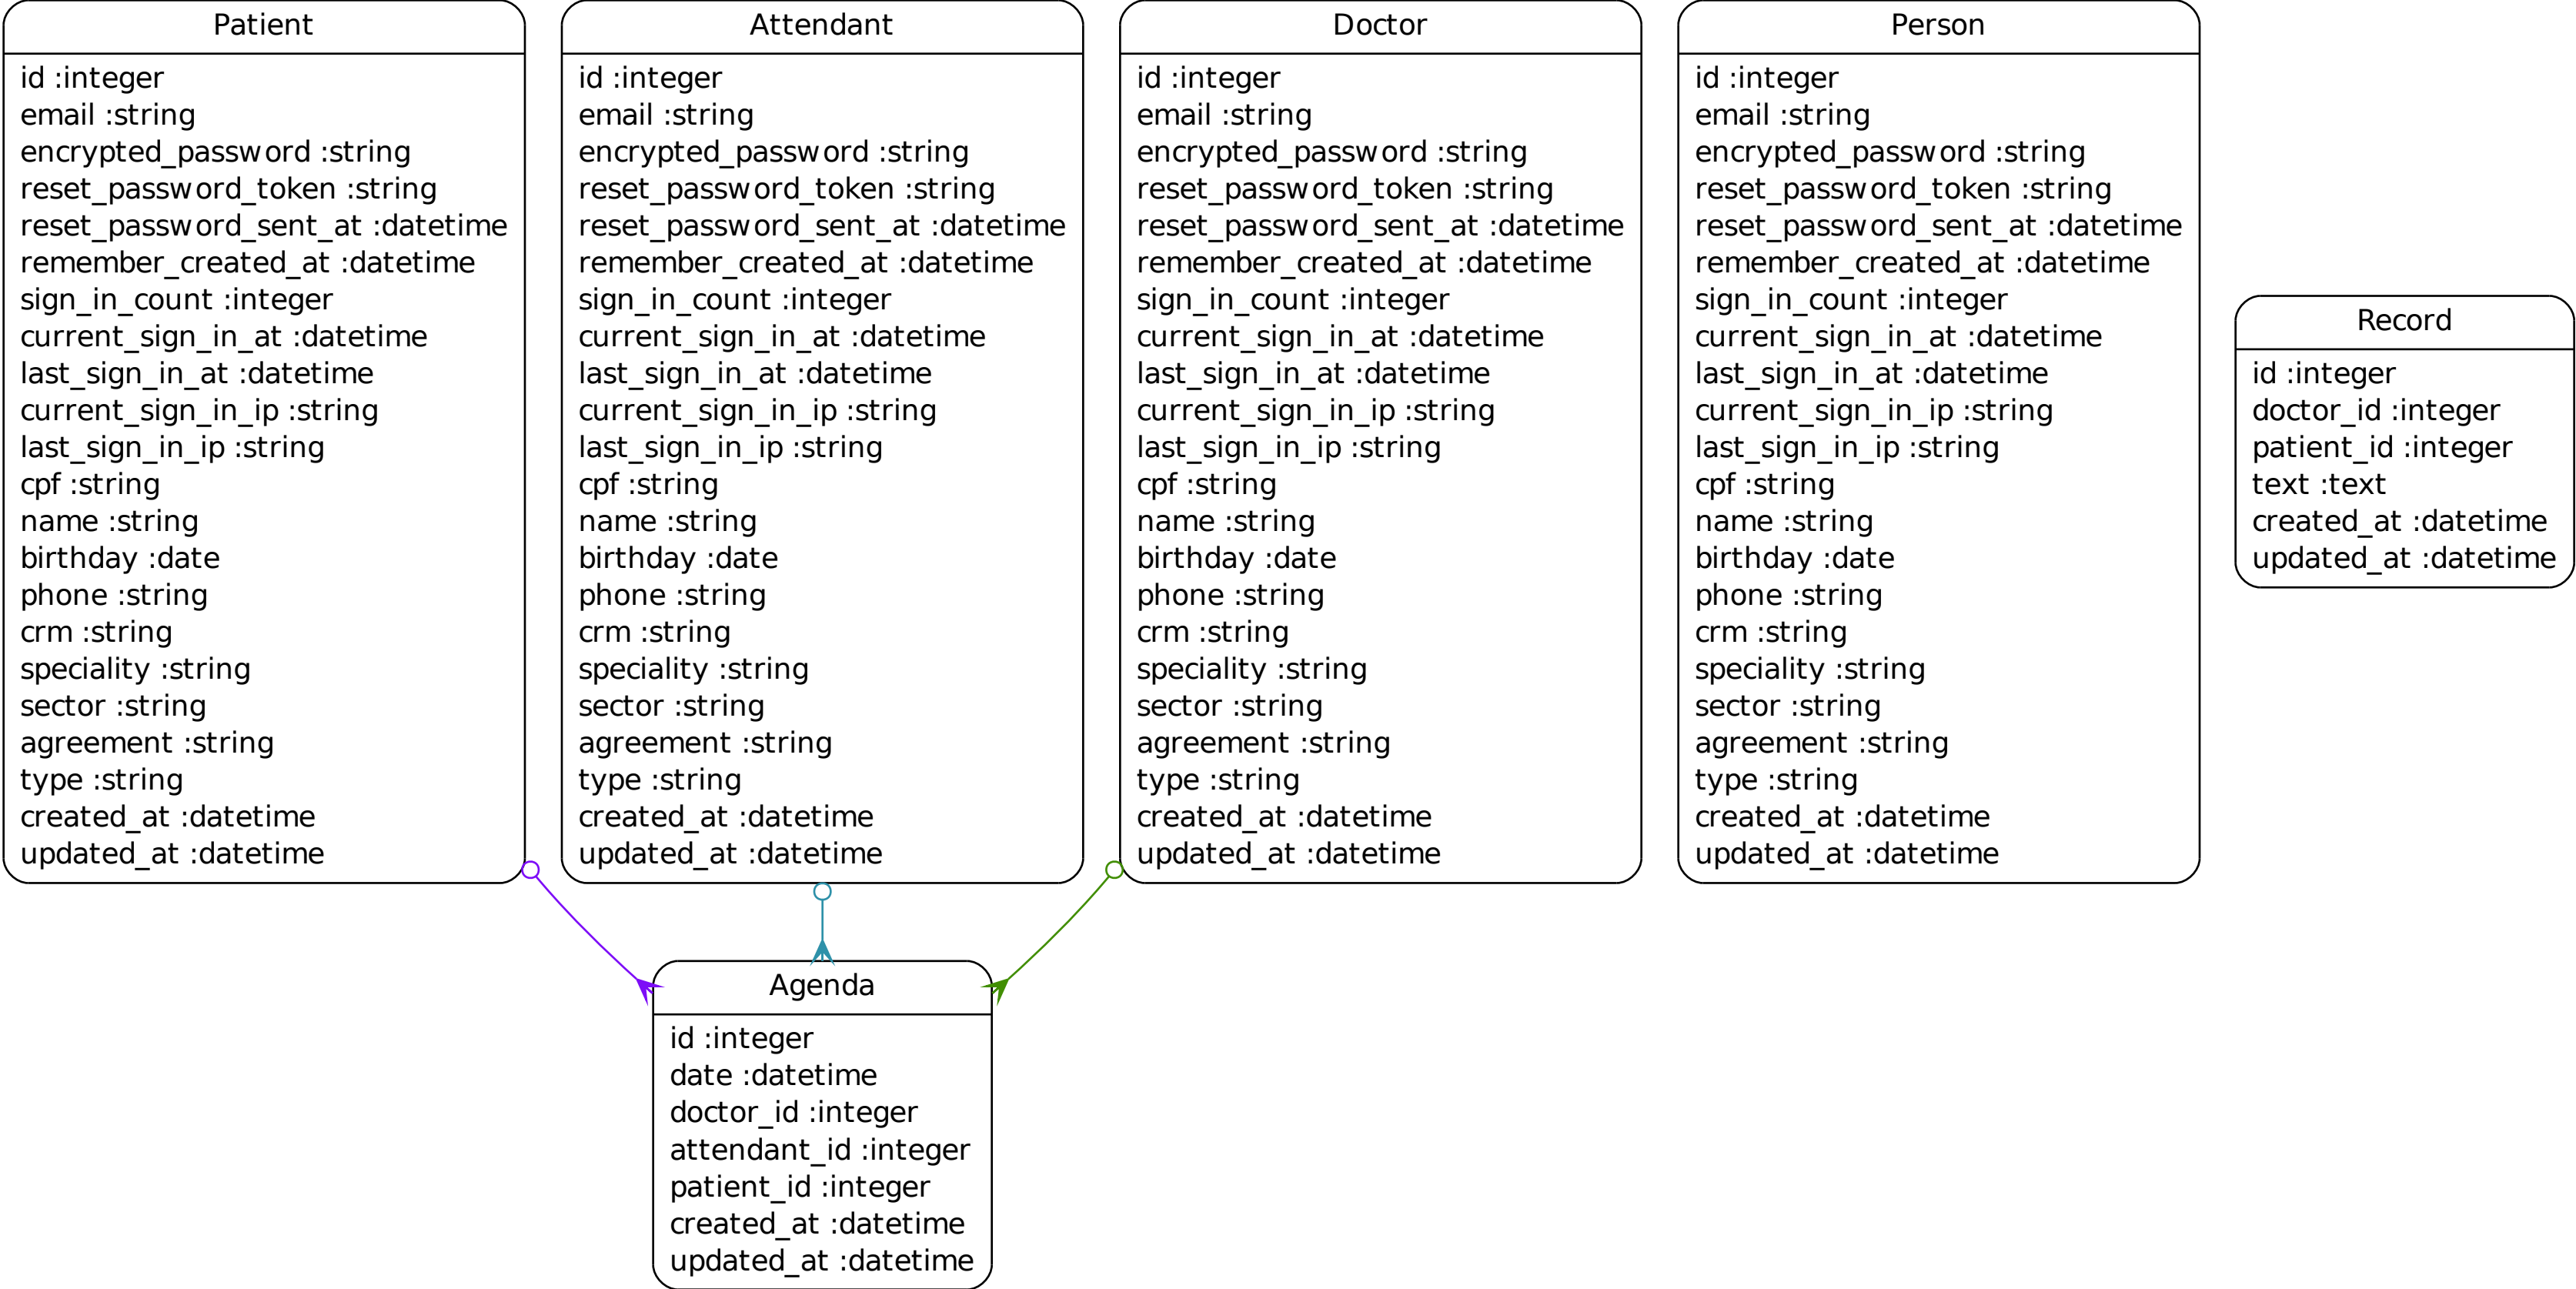 Patient
id :integer
email :string
encrypted_password :string
reset_password_token :string
reset_password_sent_at :datetime
remember_created_at :datetime
sign_in_count :integer
current_sign_in_at :datetime
last_sign_in_at :datetime
current_sign_in_ip :string
last_sign_in_ip :string
cpf :string
name :string
birthday :date
phone :string
crm :string
speciality :string
sector :string
agreement :string
type :string
created_at :datetime
updated_at :datetime
Attendant
id :integer
email :string
encrypted_password :string
reset_password_token :string
reset_password_sent_at :datetime
remember_created_at :datetime
sign_in_count :integer
current_sign_in_at :datetime
last_sign_in_at :datetime
current_sign_in_ip :string
last_sign_in_ip :string
cpf :string
name :string
birthday :date
phone :string
crm :string
speciality :string
sector :string
agreement :string
type :string
created_at :datetime
updated_at :datetime
Doctor
id :integer
email :string
encrypted_password :string
reset_password_token :string
reset_password_sent_at :datetime
remember_created_at :datetime
sign_in_count :integer
current_sign_in_at :datetime
last_sign_in_at :datetime
current_sign_in_ip :string
last_sign_in_ip :string
cpf :string
name :string
birthday :date
phone :string
crm :string
speciality :string
sector :string
agreement :string
type :string
created_at :datetime
updated_at :datetime
Person
id :integer
email :string
encrypted_password :string
reset_password_token :string
reset_password_sent_at :datetime
remember_created_at :datetime
sign_in_count :integer
current_sign_in_at :datetime
last_sign_in_at :datetime
current_sign_in_ip :string
last_sign_in_ip :string
cpf :string
name :string
birthday :date
phone :string
crm :string
speciality :string
sector :string
agreement :string
type :string
created_at :datetime
updated_at :datetime
Record
id :integer
doctor_id :integer
patient_id :integer
text :text
created_at :datetime
updated_at :datetime
Agenda
id :integer
date :datetime
doctor_id :integer
attendant_id :integer
patient_id :integer
created_at :datetime
updated_at :datetime